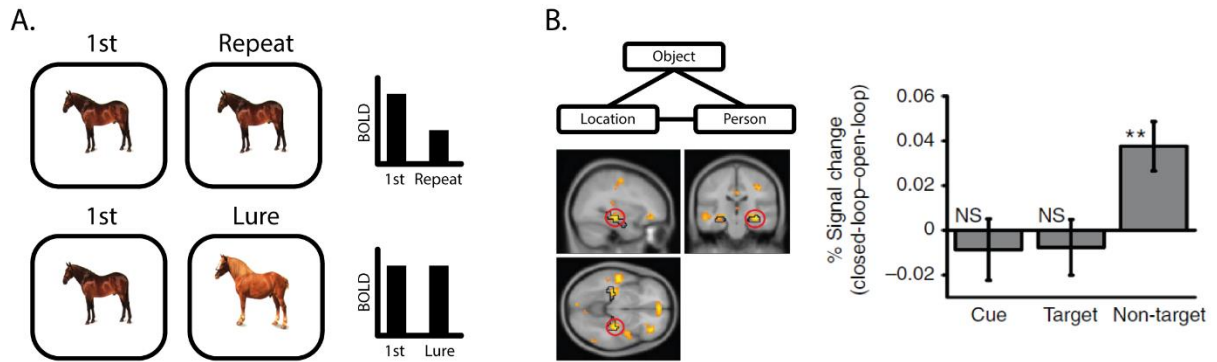 A.
1st Repeat
BOLD
1st Repeat
1st Lure
BOLD
1st Lure
B.
Object
Location Person
% Signal change
(closed-loop–open-loop)
0.06
0.04
0.02
0
−0.02
NS NS **
Cue Target Non-target